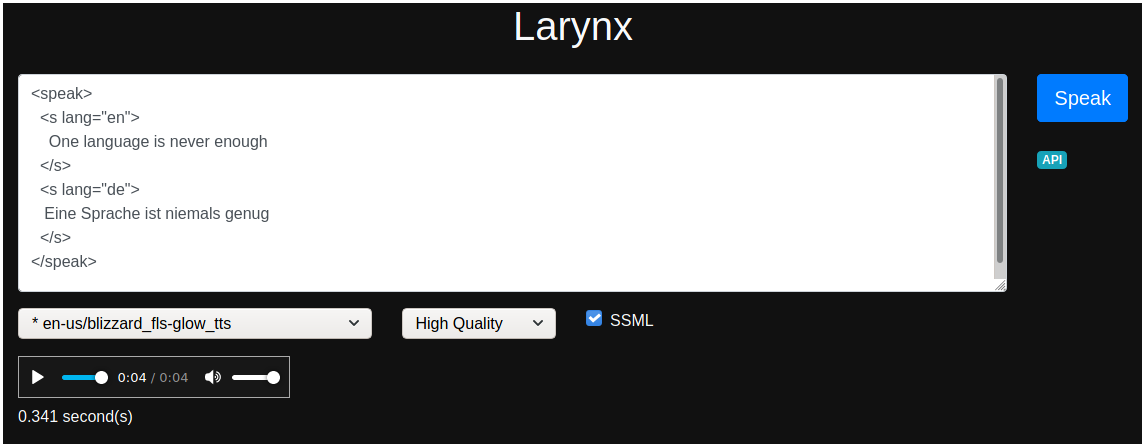 Larynx
<speak>
<s lang="en">
One language is never enough
</s>
<s lang="de">
Eine Sprache ist niemals genug
</s>
</speak>
Speak
API
* en-us/blizzard_fls-glow_tts
High Quality
SSML
0:04 / 0:04
0.341 second(s)